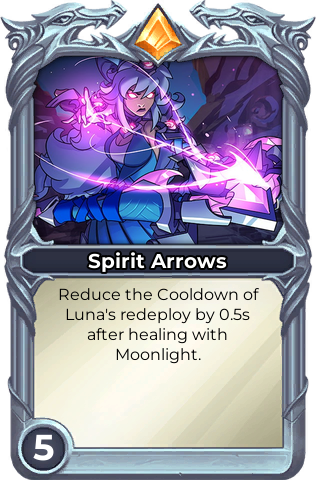 Spirit Arrows
Reduce the Cooldown of
Luna's redeploy by 0.5s
after healing with
Moonlight.
5